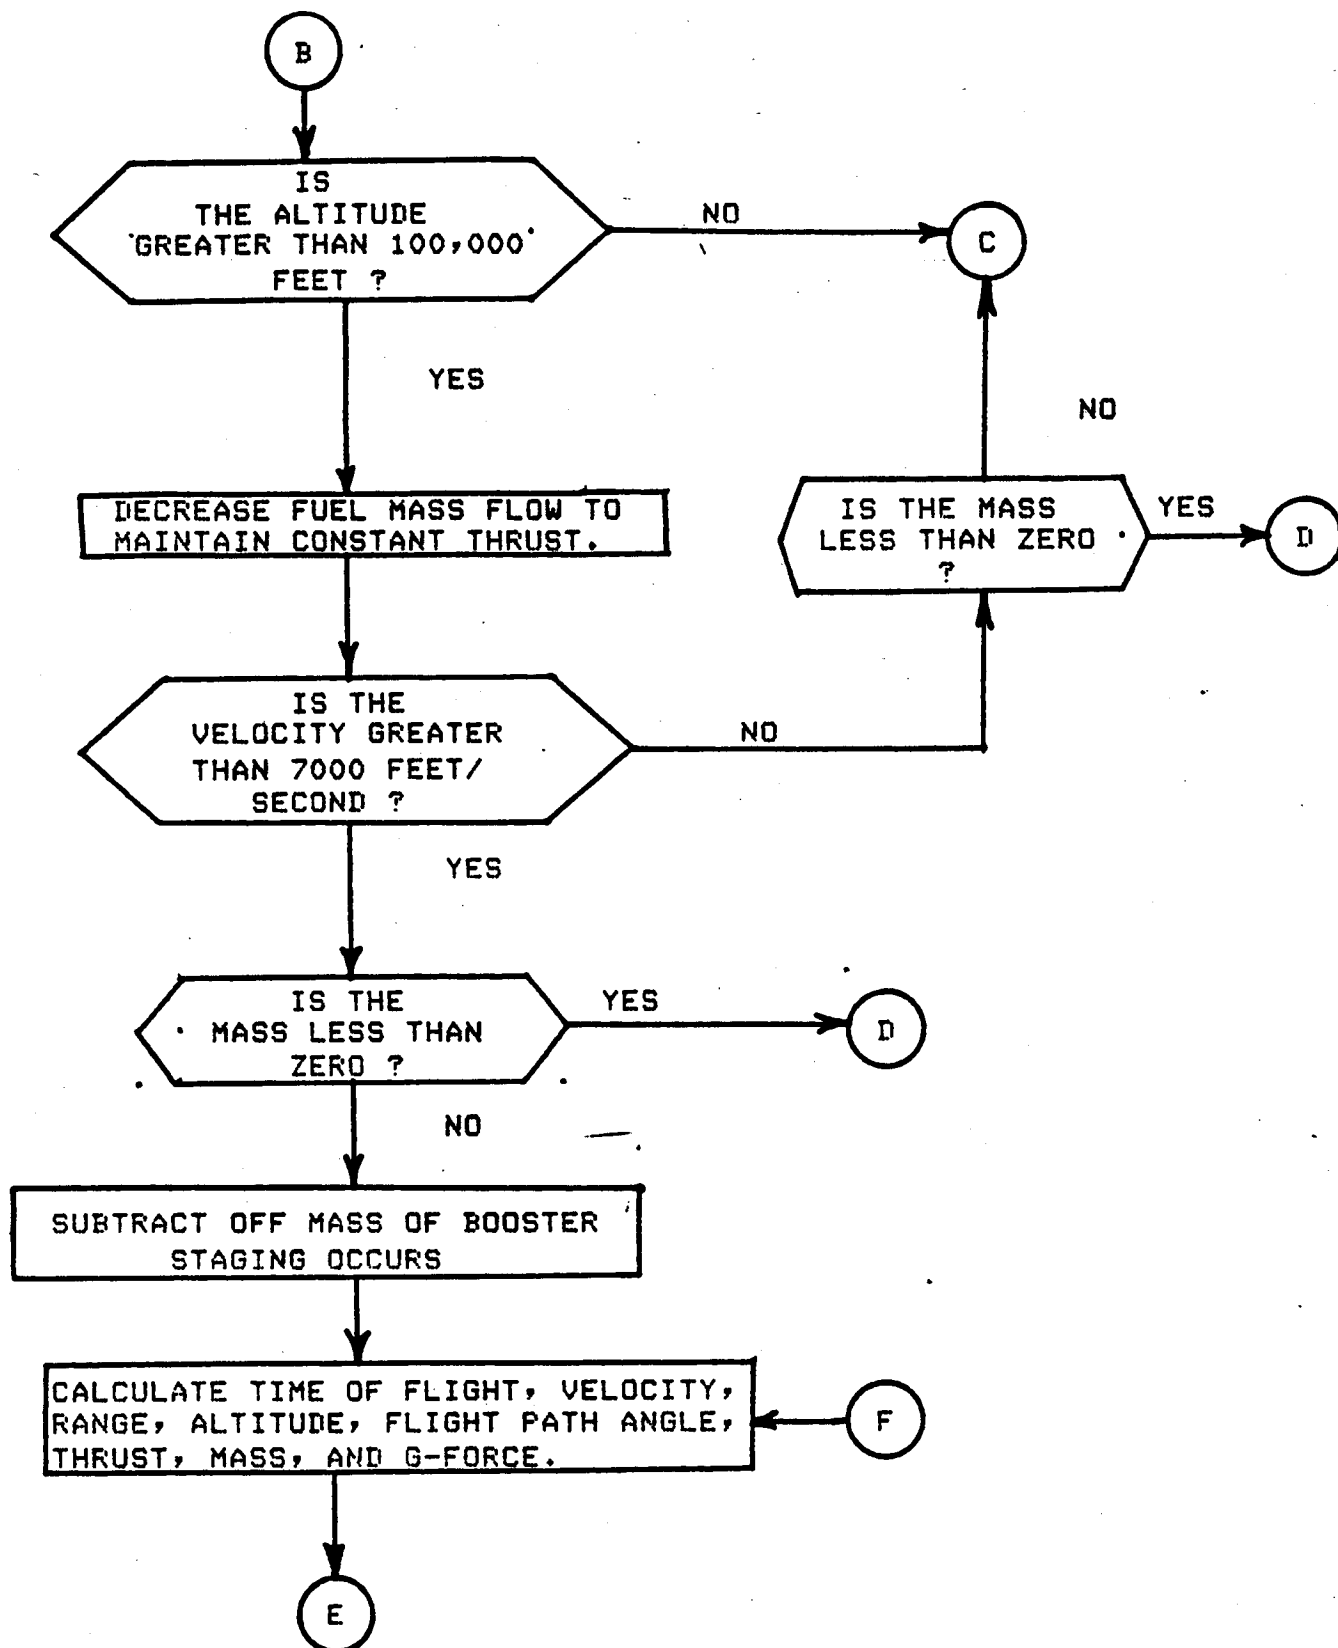 B
IS
THE ALTITUDE
GREATER THAN 100,000
FEET ?
NO
C
YES
NO
DECREASE FUEL MASS FLOW TO
MAINTAIN CONSTANT THRUST.
IS THE MASS
LESS THAN ZERO
?
YES
D
IS THE
VELOCITY GREATER
THAN 7000 FEET/
SECOND ?
NO
YES
IS THE
MASS LESS THAN
ZERO ?
YES
D
NO
SUBTRACT OFF MASS OF BOOSTER
STAGING OCCURS
CALCULATE TIME OF FLIGHT, VELOCITY,
RANGE, ALTITUDE, FLIGHT PATH ANGLE,
THRUST, MASS, AND G-FORCE.
F
E